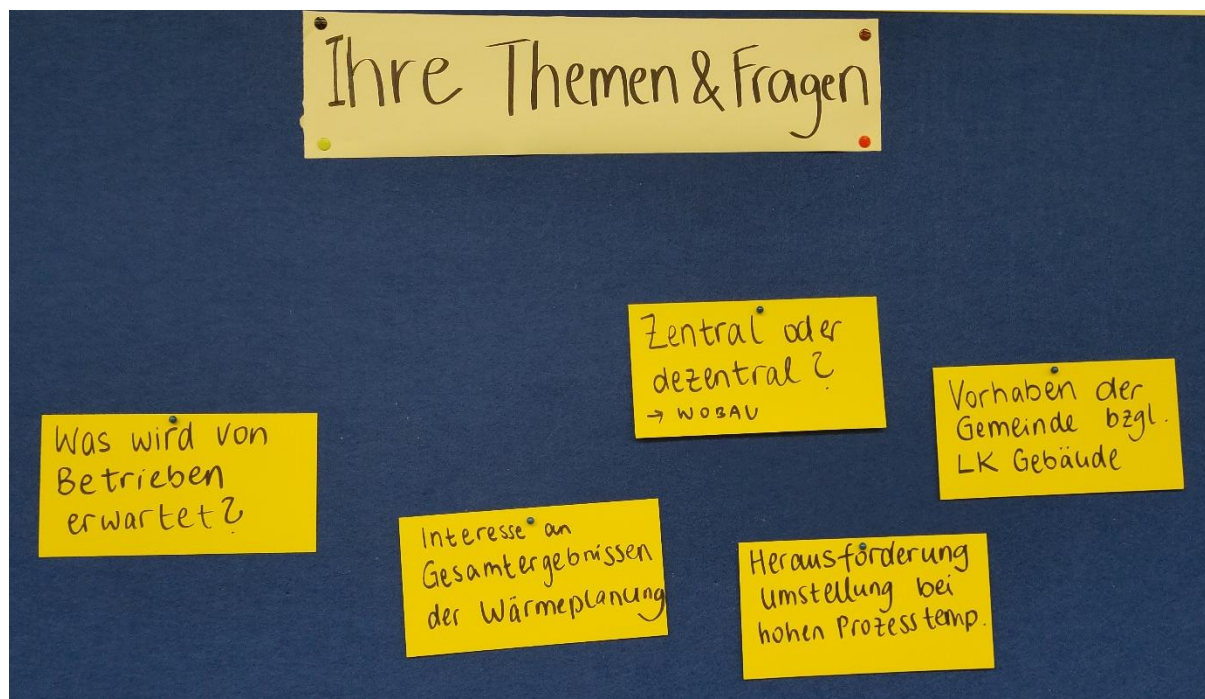 Ihre Themen & Fragen
Was wird von
Betrieben
erwartet?
Interesse an
Gesamtergebnissen
der Wärmeplanung
Zentral oder
dezentral?
→ WOBAU
Herausforderung
Umstellung bei
hohen Prozesstemp.
Vorhaben der
Gemeinde bzgl.
LK Gebäude